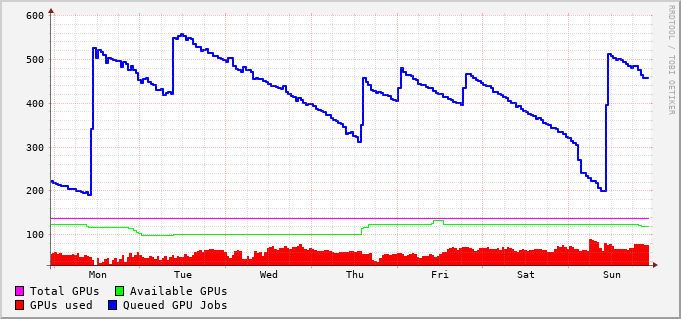 600
500
400
300
200
100
Mon Tue Wed Thu Fri Sat Sun
Total GPUs Available GPUs
GPUs used Queued GPU Jobs
RRDTOOL / TOBI OETIKER